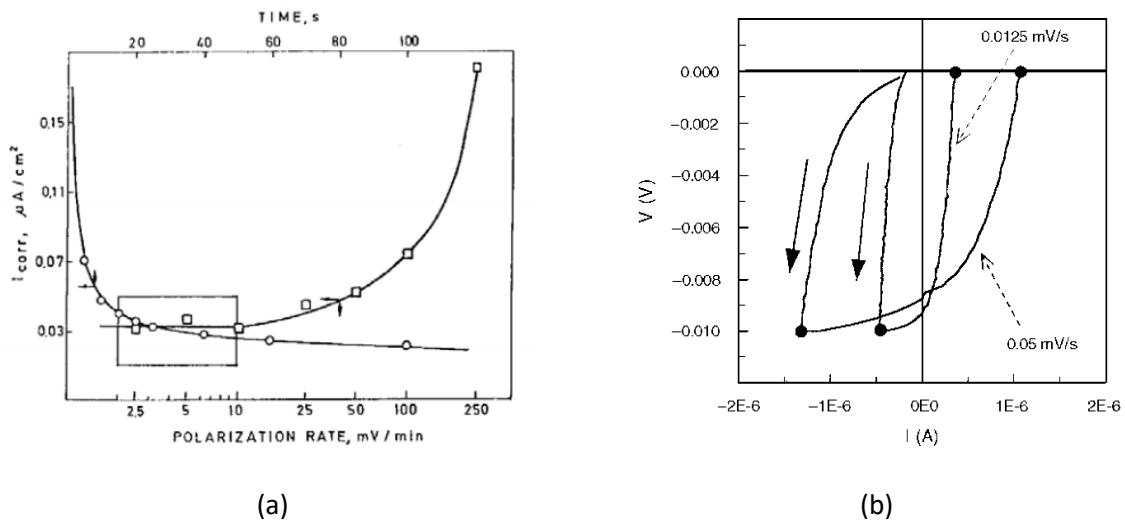 TIME, s
20 40 60 80 100
0,15
0,11
0,07
0,03
I corr, μA/cm²
2,5 5 10 25 50 100 250
POLARIZATION RATE, mV/min
(a)
0.0125 mV/s
0.000
−0.002
−0.004
−0.006
−0.008
−0.010
V (V)
0.05 mV/s
−2E-6 −1E-6 0E0 1E-6 2E-6
I (A)
(b)